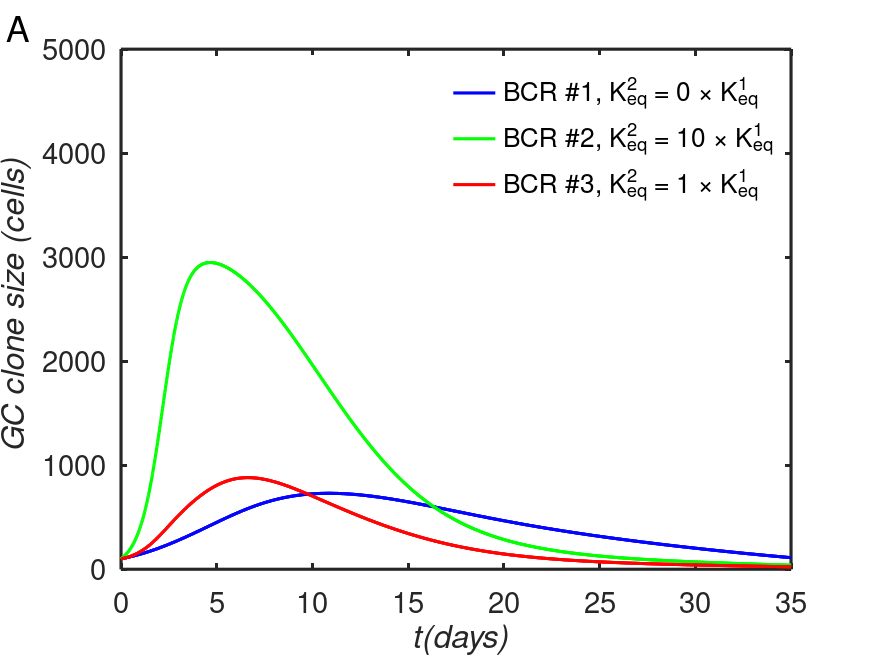 A
5000
4000
3000
2000
1000
0
GC clone size (cells)
BCR #1, K²eq = 0 × K¹eq
BCR #2, K²eq = 10 × K¹eq
BCR #3, K²eq = 1 × K¹eq
0 5 10 15 20 25 30 35
t(days)